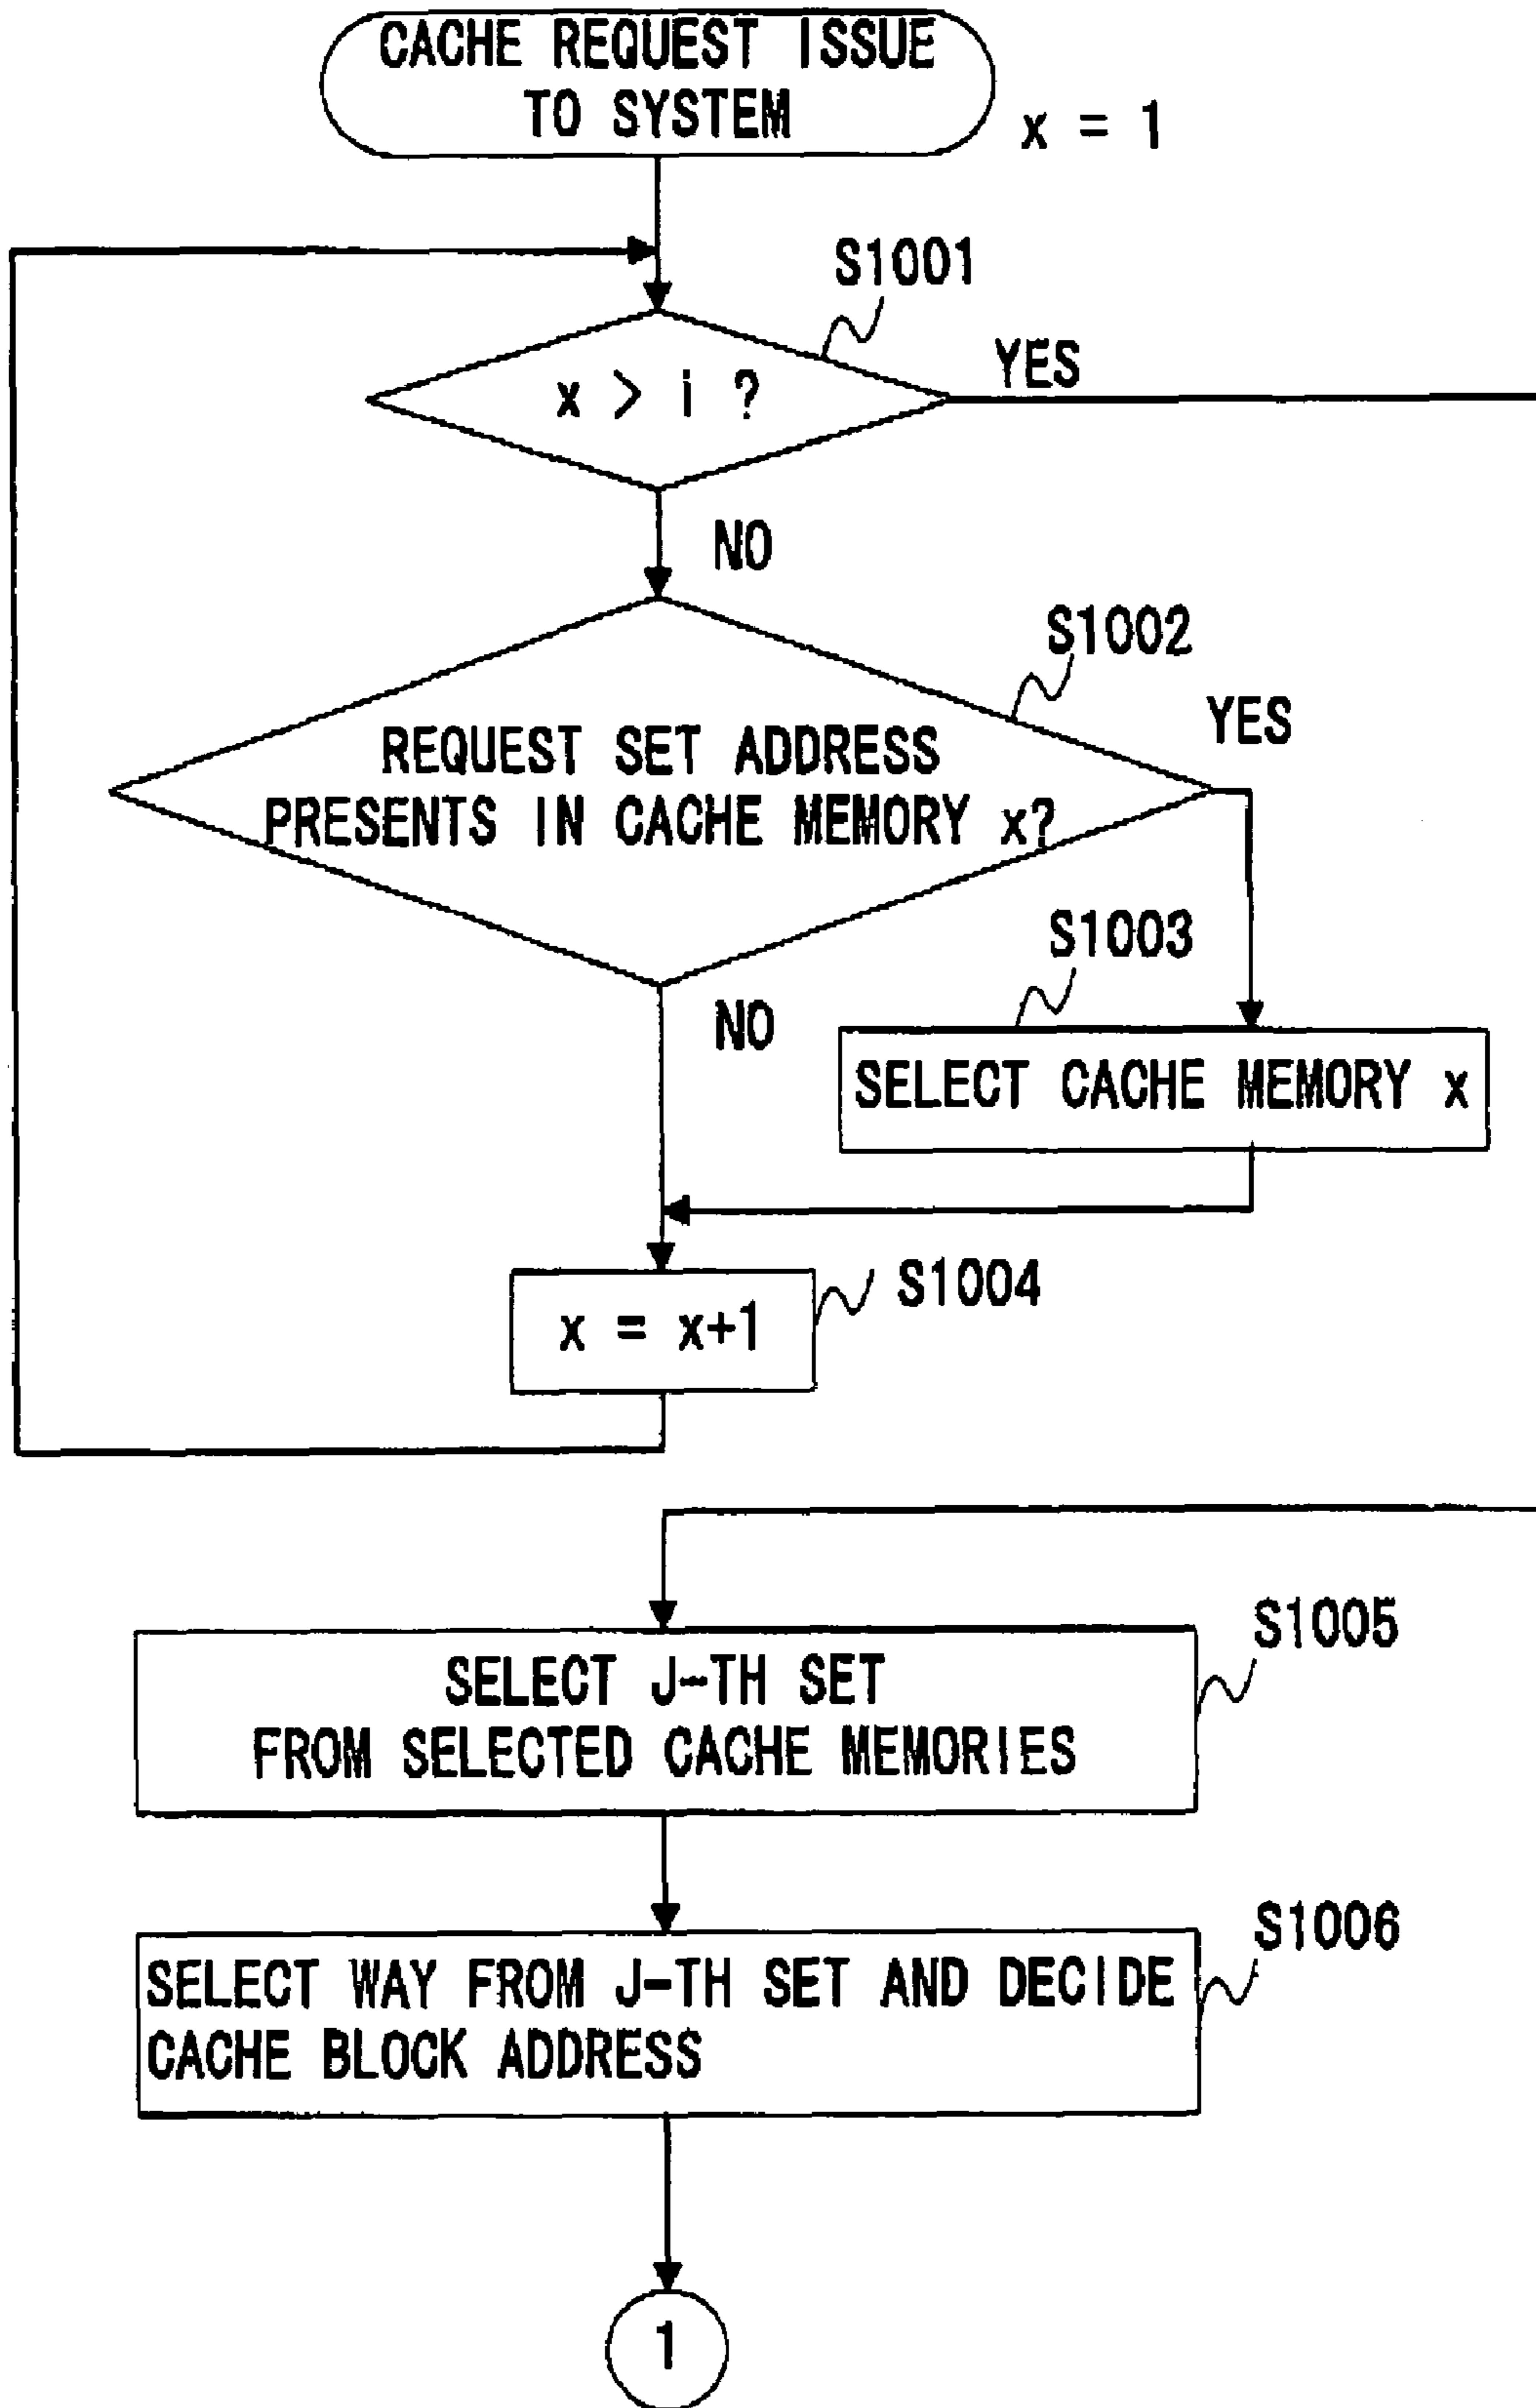 CACHE REQUEST ISSUE
TO SYSTEM
x = 1
S1001
x > i ?
YES
NO
S1002
YES
REQUEST SET ADDRESS
PRESENTS IN CACHE MEMORY x?
S1003
NO
SELECT CACHE MEMORY x
S1004
x = x+1
S1005
SELECT J-TH SET
FROM SELECTED CACHE MEMORIES
S1006
SELECT WAY FROM J-TH SET AND DECIDE
CACHE BLOCK ADDRESS
1